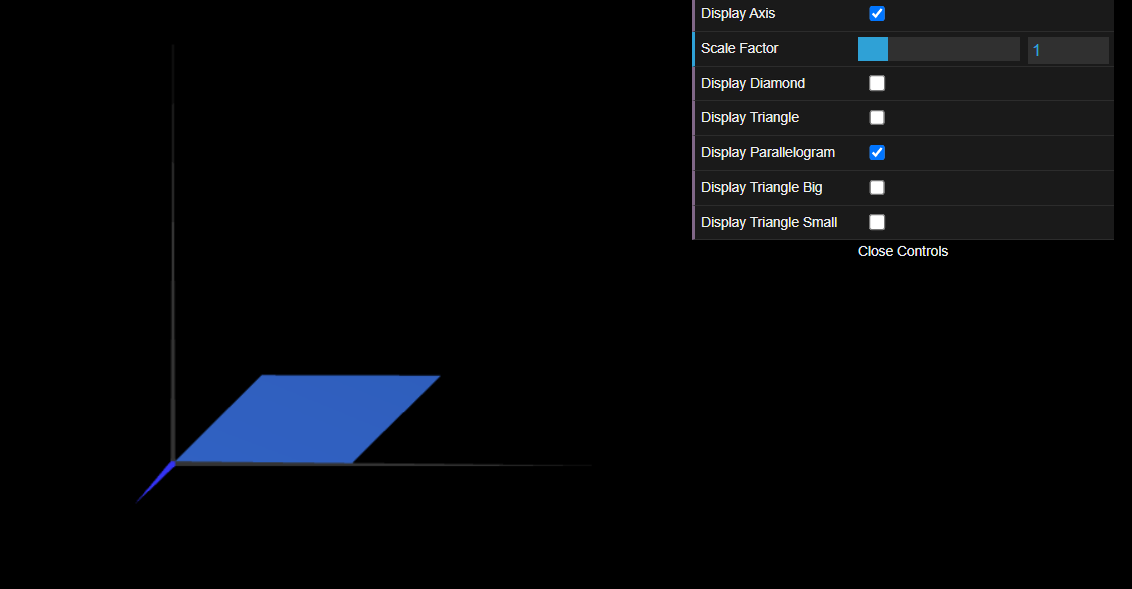 Display Axis
Scale Factor 1
Display Diamond
Display Triangle
Display Parallelogram
Display Triangle Big
Display Triangle Small
Close Controls